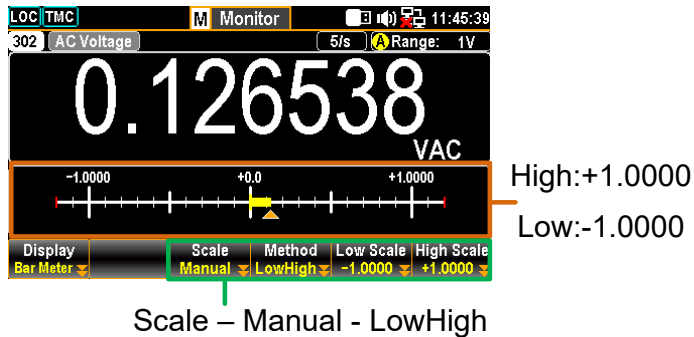 LOC TMC M Monitor 11:45:39
302 AC Voltage 5/s A Range: 1V
0.126538
VAC
−1.0000 +0.0 +1.0000
High:+1.0000
Low:-1.0000
Display Scale Method Low Scale High Scale
Bar Meter Manual LowHigh −1.0000 +1.0000
Scale – Manual - LowHigh